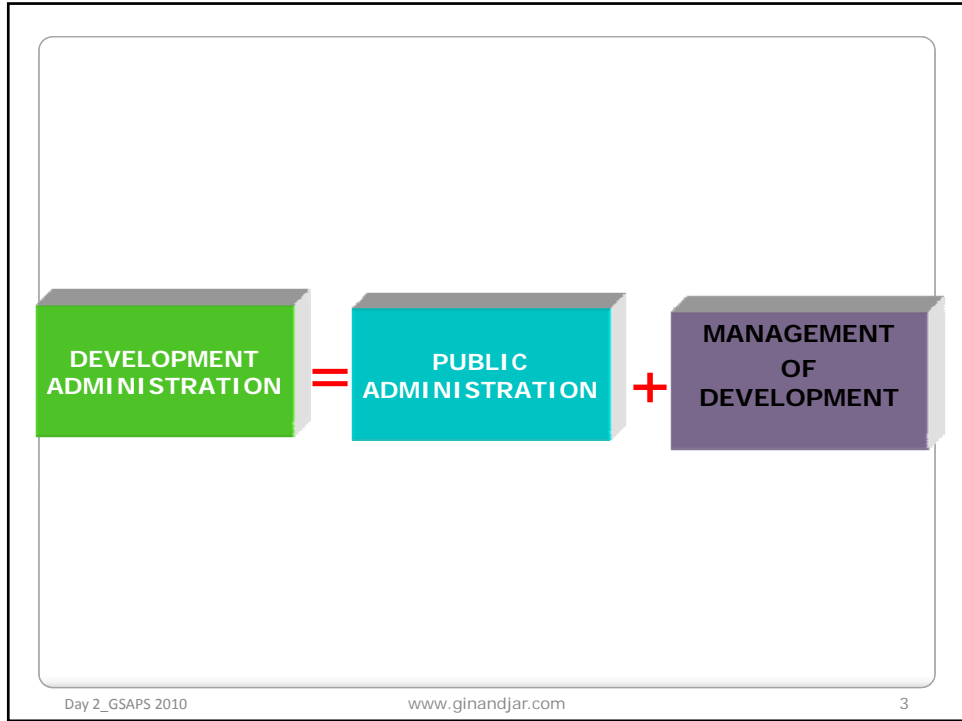 DEVELOPMENT
ADMINISTRATION
=
PUBLIC
ADMINISTRATION
+
MANAGEMENT
OF
DEVELOPMENT
Day 2_GSAPS 2010
www.ginandjar.com
3